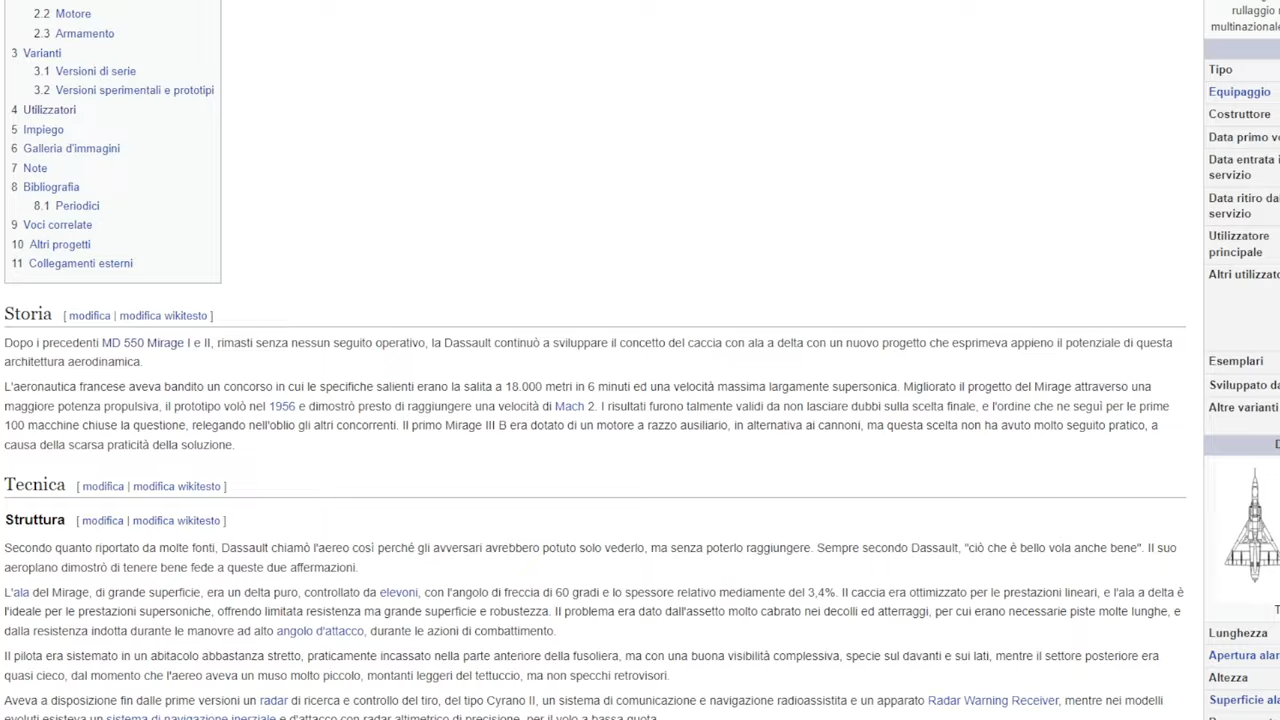 2.2 Motore
2.3 Armamento
3 Varianti
3.1 Versioni di serie
3.2 Versioni sperimentali e prototipi
4 Utilizzatori
5 Impiego
6 Galleria d'immagini
7 Note
8 Bibliografia
8.1 Periodici
9 Voci correlate
10 Altri progetti
11 Collegamenti esterni
Storia [ modifica | modifica wikitesto ]
Dopo i precedenti MD 550 Mirage I e II, rimasti senza nessun seguito operativo, la Dassault continuò a sviluppare il concetto del caccia con ala a delta con un nuovo progetto che esprimeva appieno il potenziale di questa
architettura aerodinamica.
L'aeronautica francese aveva bandito un concorso in cui le specifiche salienti erano la salita a 18.000 metri in 6 minuti ed una velocità massima largamente supersonica. Migliorato il progetto del Mirage attraverso una
maggiore potenza propulsiva, il prototipo volò nel 1956 e dimostrò presto di raggiungere una velocità di Mach 2. I risultati furono talmente validi da non lasciare dubbi sulla scelta finale, e l'ordine che ne seguì per le prime
100 macchine chiuse la questione, relegando nell'oblio gli altri concorrenti. Il primo Mirage III B era dotato di un motore a razzo ausiliario, in alternativa ai cannoni, ma questa scelta non ha avuto molto seguito pratico, a
causa della scarsa praticità della soluzione.
Tecnica [ modifica | modifica wikitesto ]
Struttura [ modifica | modifica wikitesto ]
Secondo quanto riportato da molte fonti, Dassault chiamò l'aereo così perché gli avversari avrebbero potuto solo vederlo, ma senza poterlo raggiungere. Sempre secondo Dassault, "ciò che è bello vola anche bene". Il suo
aeroplano dimostrò di tenere bene fede a queste due affermazioni.
L'ala del Mirage, di grande superficie, era un delta puro, controllato da elevoni, con l'angolo di freccia di 60 gradi e lo spessore relativo mediamente del 3,4%. Il caccia era ottimizzato per le prestazioni lineari, e l'ala a delta è
l'ideale per le prestazioni supersoniche, offrendo limitata resistenza ma grande superficie e robustezza. Il problema era dato dall'assetto molto cabrato nei decolli ed atterraggi, per cui erano necessarie piste molto lunghe, e
dalla resistenza indotta durante le manovre ad alto angolo d'attacco, durante le azioni di combattimento.
Il pilota era sistemato in un abitacolo abbastanza stretto, praticamente incassato nella parte anteriore della fusoliera, ma con una buona visibilità complessiva, specie sul davanti e sui lati, mentre il settore posteriore era
quasi cieco, dal momento che l'aereo aveva un muso molto piccolo, montanti leggeri del tettuccio, ma non specchi retrovisori.
Aveva a disposizione fin dalle prime versioni un radar di ricerca e controllo del tiro, del tipo Cyrano II, un sistema di comunicazione e navigazione radioassistita e un apparato Radar Warning Receiver, mentre nei modelli
evoluti esisteva un sistema di navigazione inerziale e d'attacco con radar altimetrico di precisione, per il volo a bassa quota.
rullaggio
multinazionale
Tipo
Equipaggio
Costruttore
Data primo vo
Data entrata i
servizio
Data ritiro da
servizio
Utilizzatore
principale
Altri utilizzato
Esemplari
Sviluppato da
Altre varianti
Lunghezza
Apertura alar
Altezza
Superficie ala